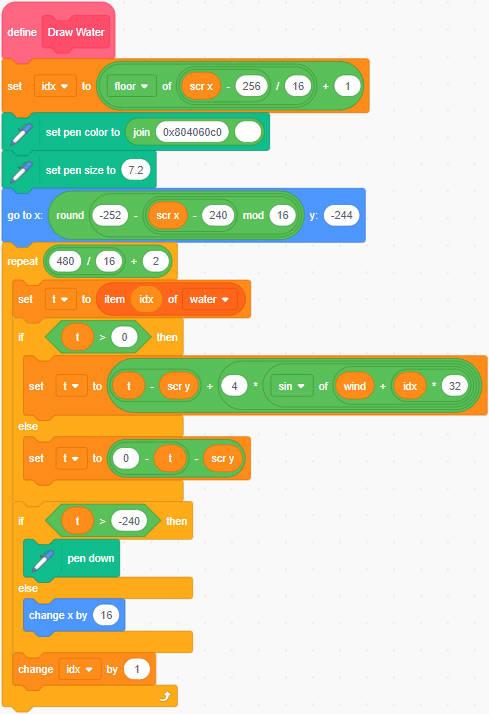 define Draw Water
set idx to floor of scr x - 256 / 16 + 1
set pen color to join 0x804060c0
set pen size to 7.2
go to x: round -252 - scr x - 240 mod 16 y: -244
repeat 480 / 16 + 2
set t to item idx of water
if t > 0 then
set t to t - scr y + 4 * sin of wind + idx * 32
else
set t to 0 - t - scr y
if t > -240 then
pen down
else
change x by 16
change idx by 1